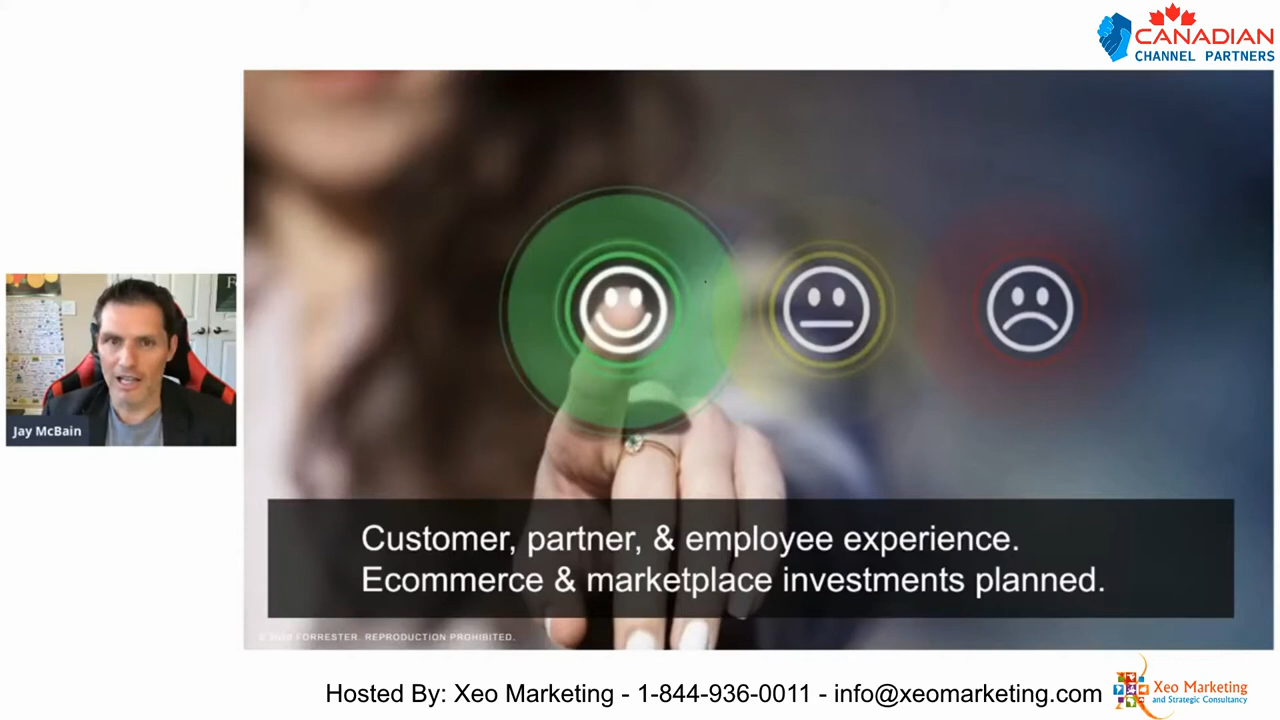 CANADIAN
CHANNEL PARTNERS
Jay McBain
Customer, partner, & employee experience.
Ecommerce & marketplace investments planned.
FORRESTER. REPRODUCTION PROHIBITED.
Hosted By: Xeo Marketing - 1-844-936-0011 - info@xeomarketing.com
Xeo Marketing
and Strategic Consultancy